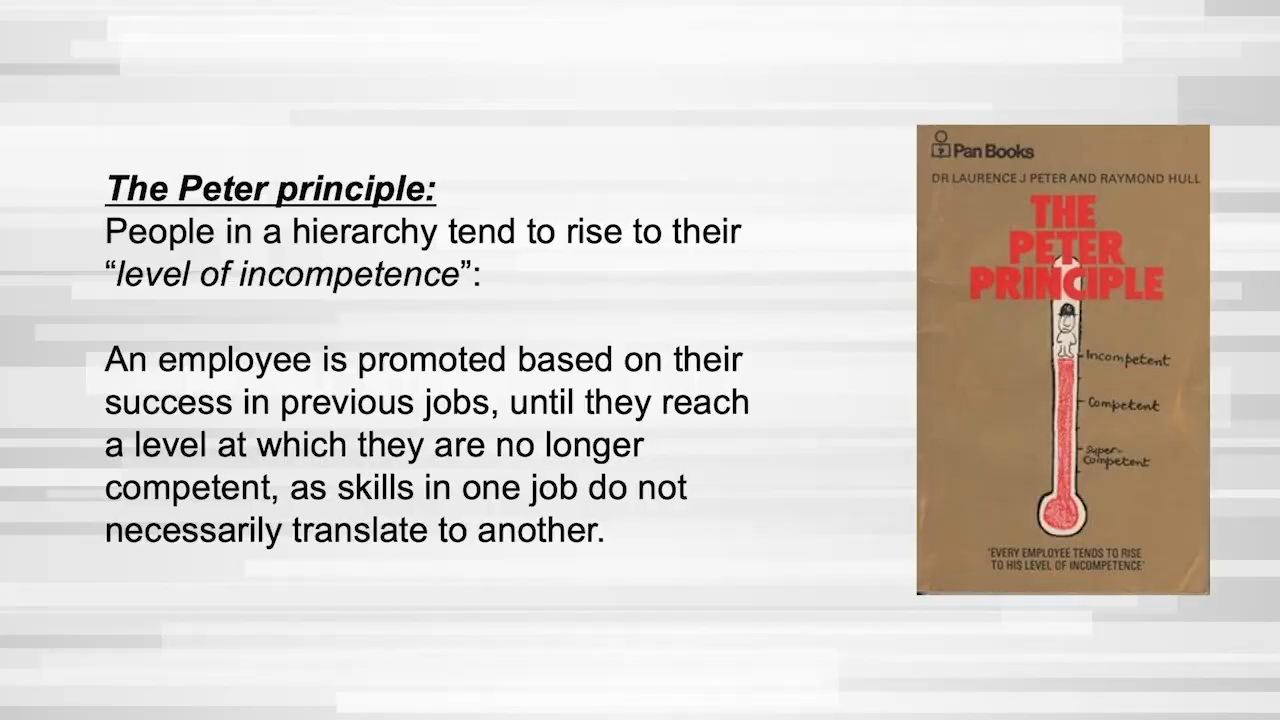 The Peter principle:
People in a hierarchy tend to rise to their
“level of incompetence”:
An employee is promoted based on their
success in previous jobs, until they reach
a level at which they are no longer
competent, as skills in one job do not
necessarily translate to another.
Pan Books
DR LAURENCE J PETER AND RAYMOND HULL
THE
PETER
PRINCIPLE
Incompetent
Competent
Super-
Competent
'EVERY EMPLOYEE TENDS TO RISE
TO HIS LEVEL OF INCOMPETENCE'